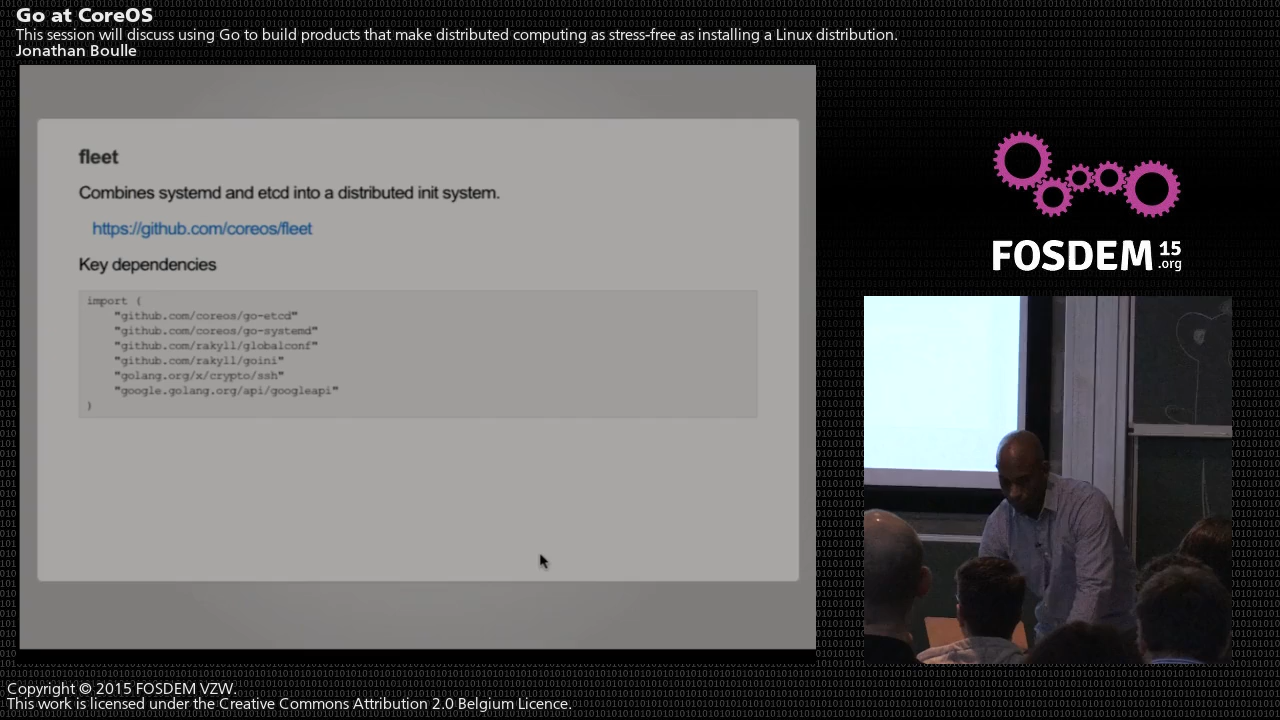 Go at CoreOS
This session will discuss using Go to build products that make distributed computing as stress-free as installing a Linux distribution.
Jonathan Boulle
fleet
Combines systemd and etcd into a distributed init system.
https://github.com/coreos/fleet
Key dependencies
import (
"github.com/coreos/go-etcd"
"github.com/coreos/go-systemd"
"github.com/rakyll/globalconf"
"github.com/rakyll/goini"
"golang.org/x/crypto/ssh"
"google.golang.org/api/googleapi"
)
FOSDEM 15
.org
Copyright © 2015 FOSDEM VZW.
This work is licensed under the Creative Commons Attribution 2.0 Belgium Licence.